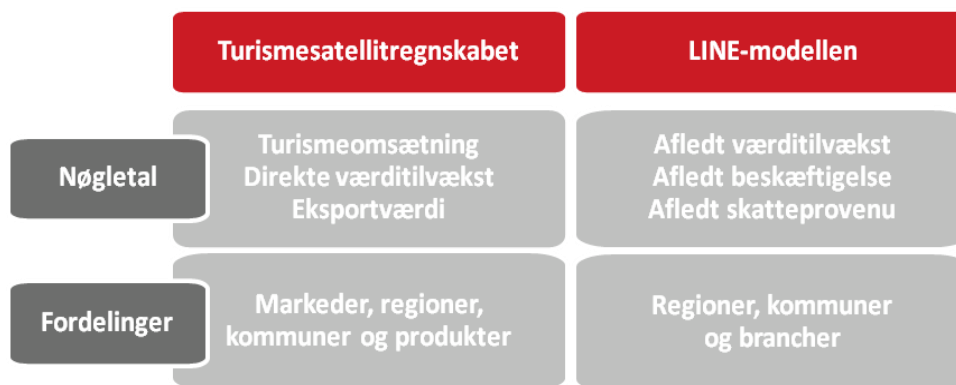 Turismesatellitregnskabet
LINE-modellen
Nøgletal
Turismeomsætning
Direkte værditilvækst
Eksportværdi
Afledt værditilvækst
Afledt beskæftigelse
Afledt skatteprovenu
Fordelinger
Markeder, regioner,
kommuner og produkter
Regioner, kommuner
og brancher